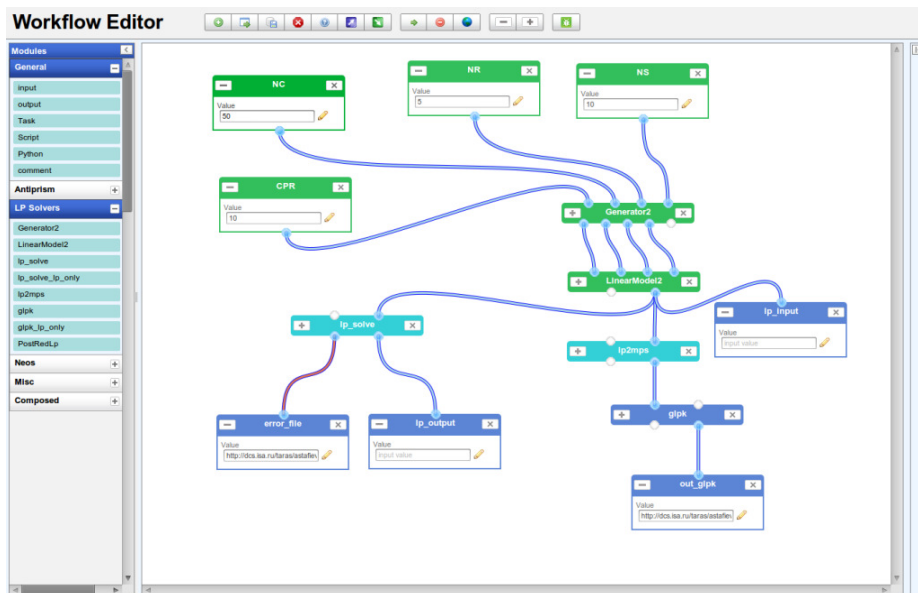 Workflow Editor
Modules
General
input
output
Task
Script
Python
comment
Antiprism
LP Solvers
Generator2
LinearModel2
lp_solve
lp_solve_lp_only
lp2mps
glpk
glpk_lp_only
PostRedLp
Neos
Misc
Composed
NC
Value
50
NR
Value
5
NS
Value
10
CPR
Value
10
Generator2
LinearModel2
lp_solve
lp_input
Value
input value
lp2mps
error_file
Value
http://dcs.isa.ru/taras/astafiev
lp_output
Value
input value
glpk
out_glpk
Value
http://dcs.isa.ru/taras/astafiev